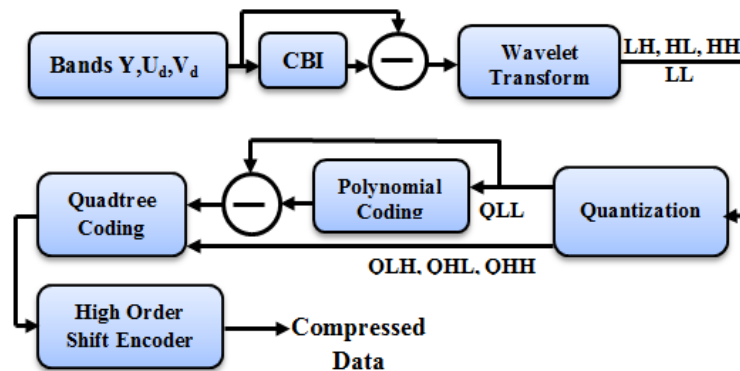 Bands Y,Ud,Vd
CBI
Wavelet
Transform
LH, HL, HH
LL
Quadtree
Coding
Polynomial
Coding
QLL
Quantization
QLH, QHL, QHH
High Order
Shift Encoder
Compressed
Data